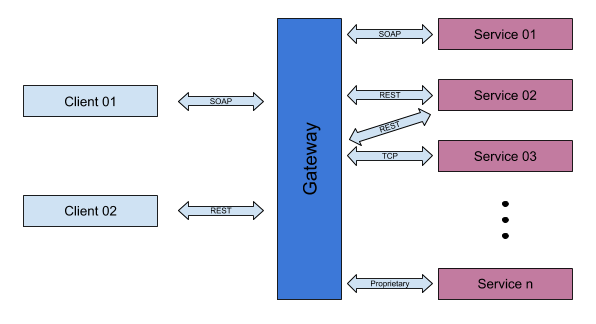 SOAP
Service 01
Client 01
SOAP
REST
Service 02
REST
Gateway
TCP
Service 03
Client 02
REST
Proprietary
Service n